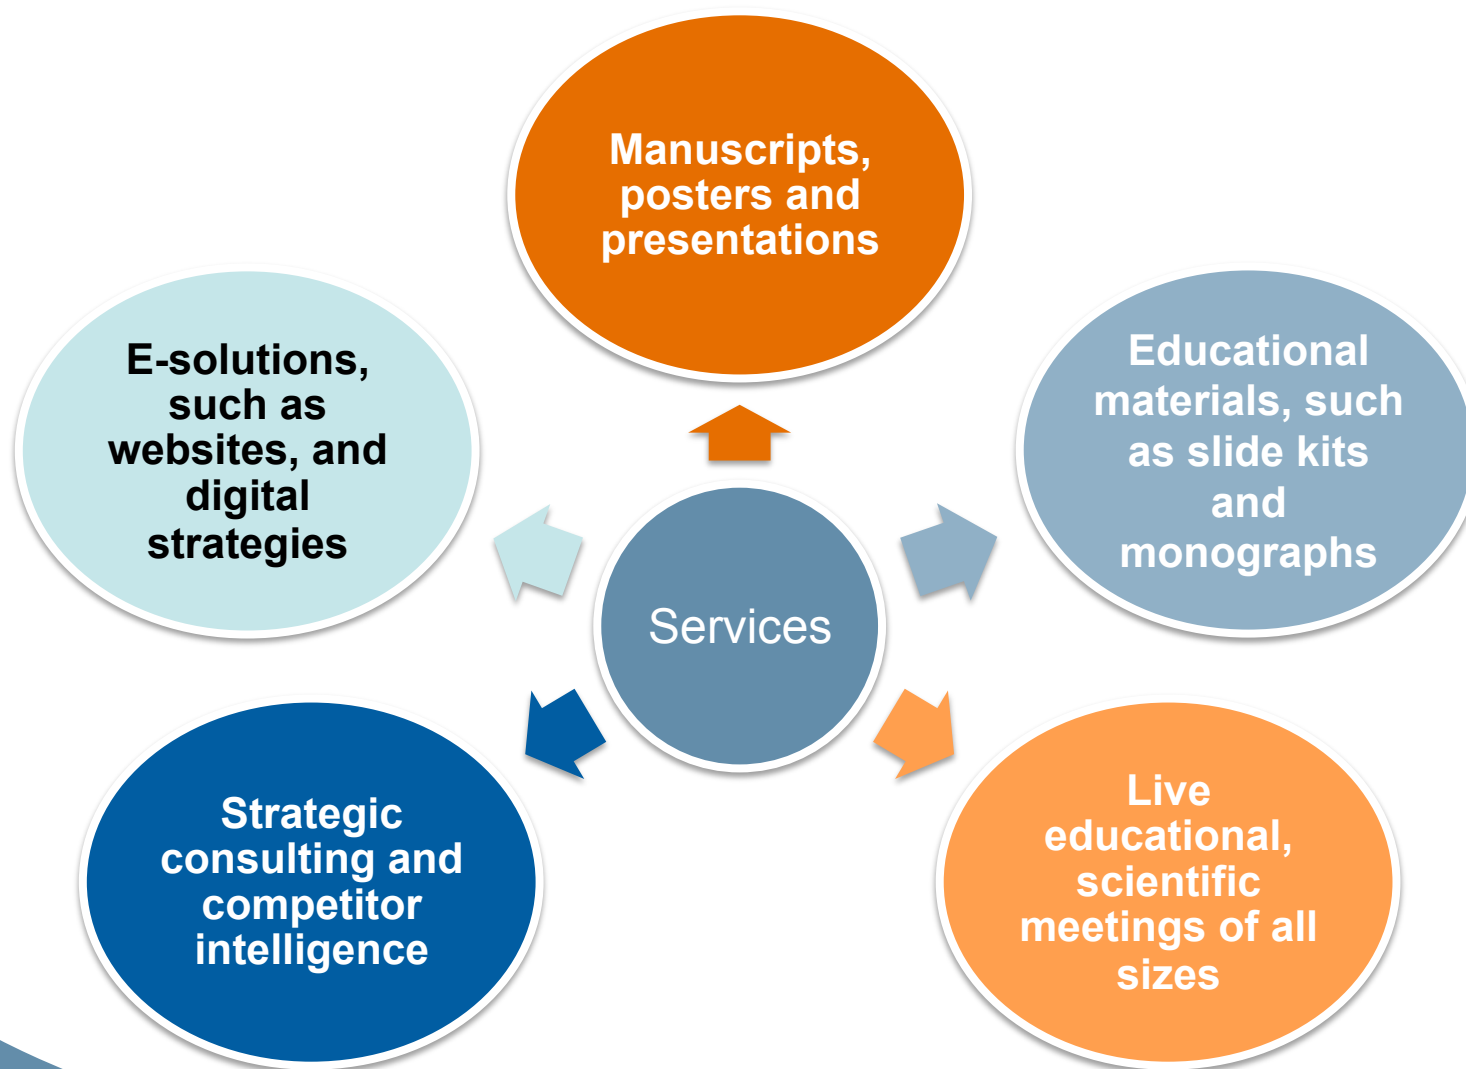 Manuscripts,
posters and
presentations
E-solutions,
such as
websites, and
digital
strategies
Educational
materials, such
as slide kits
and
monographs
Services
Strategic
consulting and
competitor
intelligence
Live
educational,
scientific
meetings of all
sizes